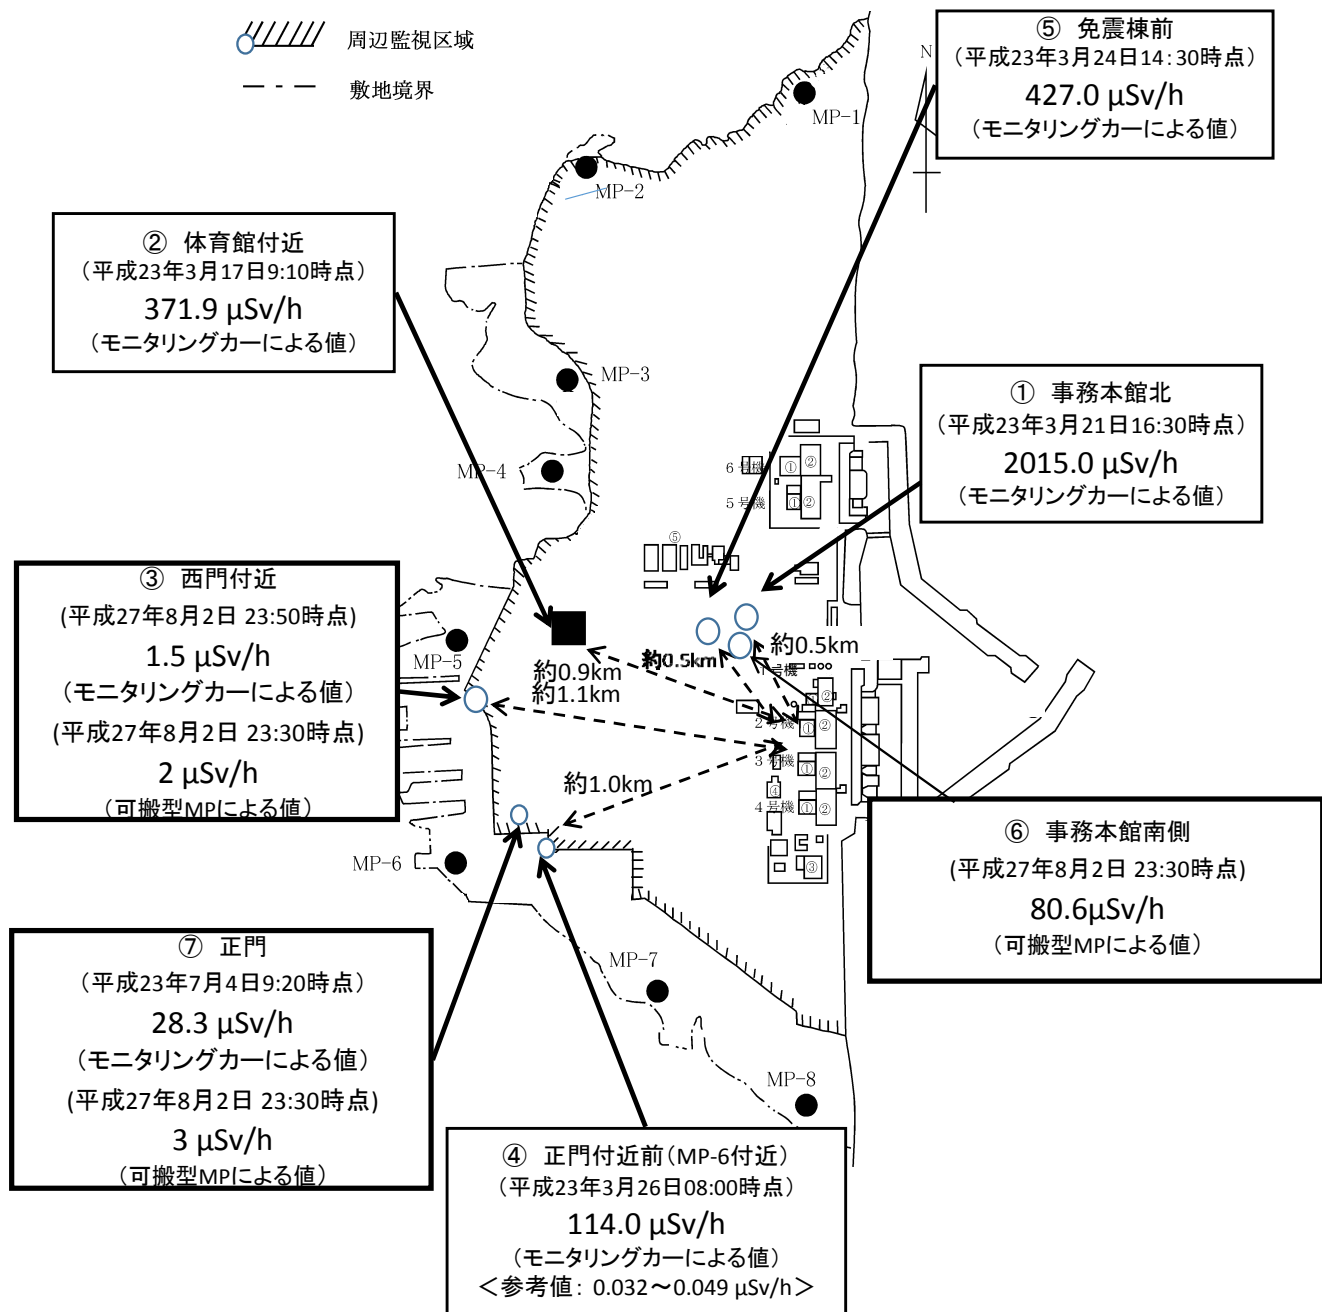 周辺監視区域
敷地境界
⑤ 免震棟前
(平成23年3月24日14:30時点)
427.0 μSv/h
(モニタリングカーによる値)
N
MP-1
MP-2
② 体育館付近
(平成23年3月17日9:10時点)
371.9 μSv/h
(モニタリングカーによる値)
MP-3
① 事務本館北
(平成23年3月21日16:30時点)
2015.0 μSv/h
(モニタリングカーによる値)
MP-4
6号機
① ②
5号機
① ②
⑤
③ 西門付近
(平成27年8月2日 23:50時点)
1.5 μSv/h
(モニタリングカーによる値)
(平成27年8月2日 23:30時点)
2 μSv/h
(可搬型MPによる値)
MP-5
約0.9km
約1.1km
約0.5km
約0.5km
1号機
②
2号機
① ②
3号機
① ②
約1.0km
④
4号機
① ②
③
MP-6
⑥ 事務本館南側
(平成27年8月2日 23:30時点)
80.6μSv/h
(可搬型MPによる値)
⑦ 正門
(平成23年7月4日9:20時点)
28.3 μSv/h
(モニタリングカーによる値)
(平成27年8月2日 23:30時点)
3 μSv/h
(可搬型MPによる値)
MP-7
MP-8
④ 正門付近前(MP-6付近)
(平成23年3月26日08:00時点)
114.0 μSv/h
(モニタリングカーによる値)
<参考値: 0.032~0.049 μSv/h>